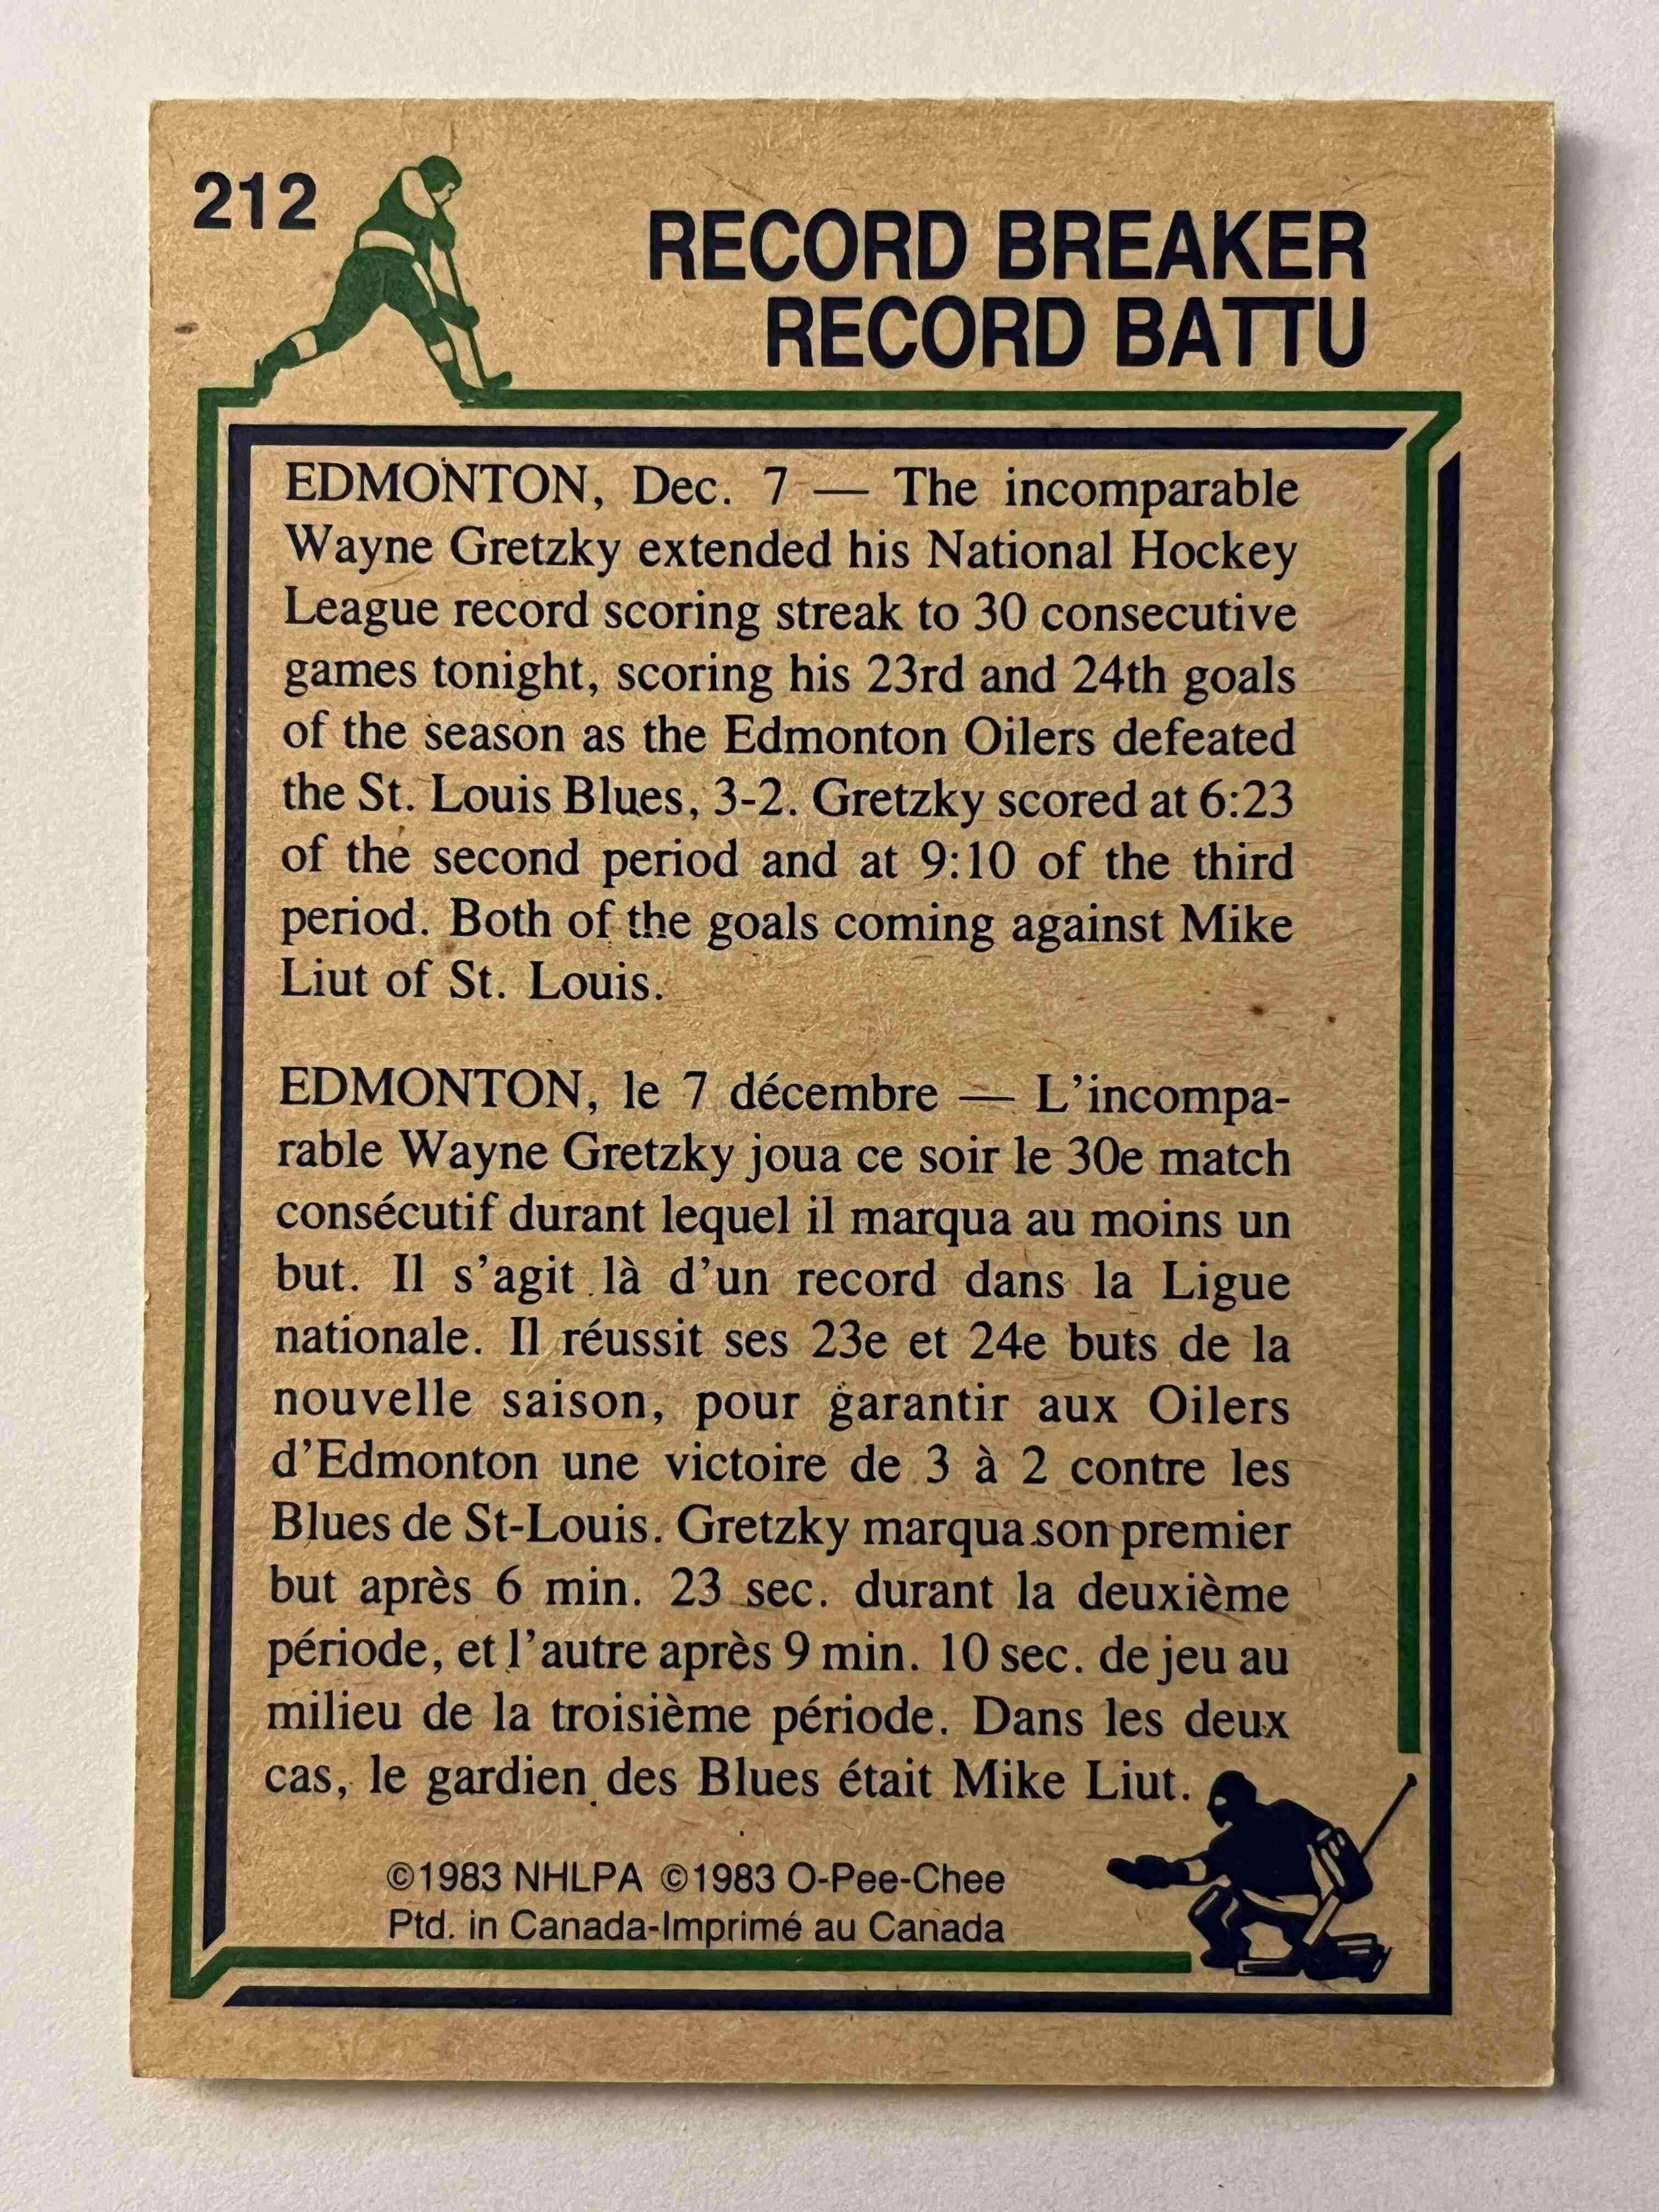 212
RECORD BREAKER
RECORD BATTU
EDMONTON, Dec. 7 — The incomparable
Wayne Gretzky extended his National Hockey
League record scoring streak to 30 consecutive
games tonight, scoring his 23rd and 24th goals
of the season as the Edmonton Oilers defeated
the St. Louis Blues, 3-2. Gretzky scored at 6:23
of the second period and at 9:10 of the third
period. Both of the goals coming against Mike
Liut of St. Louis.
EDMONTON, le 7 décembre — L'incompa-
rable Wayne Gretzky joua ce soir le 30e match
consécutif durant lequel il marqua au moins un
but. Il s'agit là d'un record dans la Ligue
nationale. Il réussit ses 23e et 24e buts de la
nouvelle saison, pour garantir aux Oilers
d'Edmonton une victoire de 3 à 2 contre les
Blues de St-Louis. Gretzky marqua son premier
but après 6 min. 23 sec. durant la deuxième
période, et l'autre après 9 min. 10 sec. de jeu au
milieu de la troisième période. Dans les deux
cas, le gardien des Blues était Mike Liut.
©1983 NHLPA ©1983 O-Pee-Chee
Ptd. in Canada-Imprimé au Canada